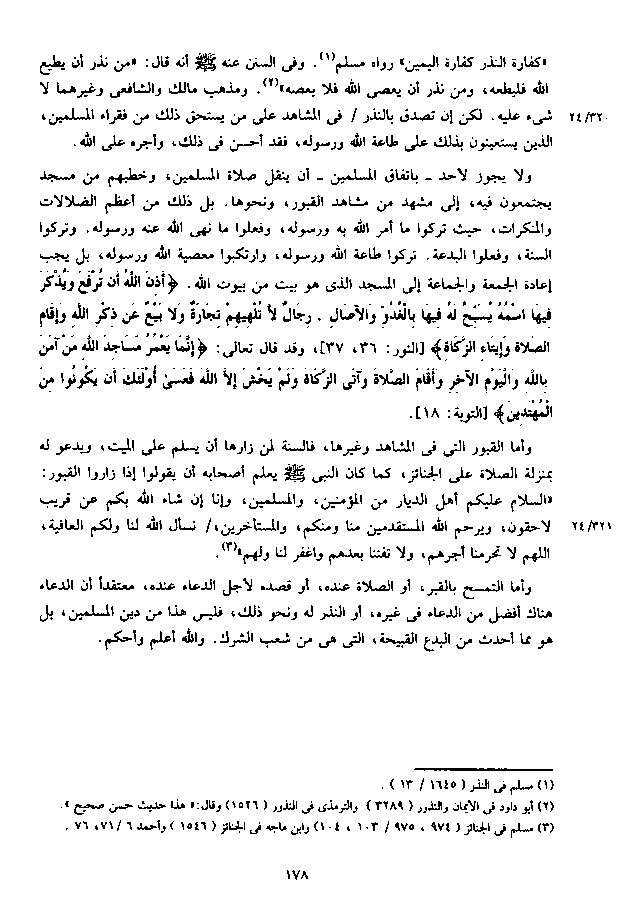 «كفارة النذر كفارة اليمين» رواه مسلم(١). وفى السنن عنه ﷺ أنه قال: «من نذر أن يطيع
الله فليطعه، ومن نذر أن يعصى الله فلا يعصه»(٢). ومذهب مالك والشافعى وغيرهما لا
٢٤/٣٢٠ شىء عليه. لكن إن تصدق بالنذر / فى المشاهد على من يستحق ذلك من فقراء المسلمين،
الذين يستعينون بذلك على طاعة الله ورسوله، فقد أحسن فى ذلك، وأجره على الله.
ولا يجوز لأحد ـ باتفاق المسلمين ـ أن ينقل صلاة المسلمين، وخطبهم من مسجد
يجتمعون فيه، إلى مشهد من مشاهد القبور، ونحوها. بل ذلك من أعظم الضلالات
والمنكرات، حيث تركوا ما أمر الله به ورسوله، وفعلوا ما نهى الله عنه ورسوله. وتركوا
السنة، وفعلوا البدعة. تركوا طاعة الله ورسوله، وارتكبوا معصية الله ورسوله، بل يجب
إعادة الجمعة والجماعة إلى المسجد الذى هو بيت من بيوت الله. ﴿أَذِنَ اللَّهُ أَن تُرْفَعَ وَيُذْكَرَ
فِيهَا اسْمُهُ يُسَبِّحُ لَهُ فِيهَا بِالْغُدُوِّ وَالآصَالِ . رِجَالٌ لاَّ تُلْهِيهِمْ تِجَارَةٌ وَلا بَيْعٌ عَن ذِكْرِ اللَّهِ وَإِقَامِ
الصَّلاةِ وَإِيتَاءِ الزَّكَاةِ﴾ [النور: ٣٦، ٣٧]، وقد قال تعالى: ﴿إِنَّمَا يَعْمُرُ مَسَاجِدَ اللَّهِ مَنْ آمَنَ
بِاللَّهِ وَالْيَوْمِ الآخِرِ وَأَقَامَ الصَّلاةَ وَآتَى الزَّكَاةَ وَلَمْ يَخْشَ إِلاَّ اللَّهَ فَعَسَىٰ أُوْلَئِكَ أَن يَكُونُوا مِنَ
الْمُهْتَدِينَ﴾ [التوبة: ١٨].
وأما القبور التى فى المشاهد وغيرها، فالسنة لمن زارها أن يسلم على الميت، ويدعو له
بمنزلة الصلاة على الجنائز، كما كان النبى ﷺ يعلم أصحابه أن يقولوا إذا زاروا القبور:
«السلام عليكم أهل الديار من المؤمنين، والمسلمين، وإنا إن شاء الله بكم عن قريب
٢٤/٣٢١ لاحقون، ويرحم الله المستقدمين منا ومنكم، والمستأخرين،/ نسأل الله لنا ولكم العافية،
اللهم لا تحرمنا أجرهم، ولا تفتنا بعدهم واغفر لنا ولهم»(٣).
وأما التمسح بالقبر، أو الصلاة عنده، أو قصده لأجل الدعاء عنده، معتقداً أن الدعاء
هناك أفضل من الدعاء فى غيره، أو النذر له ونحو ذلك، فليس هذا من دين المسلمين، بل
هو مما أحدث من البدع القبيحة، التى هى من شعب الشرك. والله أعلم وأحكم.
(١) مسلم فى النذر ( ١٦٤٥ / ١٣ ) .
(٢) أبو داود فى الأيمان والنذور ( ٣٢٨٩ ) والترمذى فى النذور ( ١٥٢٦) وقال:« هذا حديث حسن صحيح ».
(٣) مسلم فى الجنائز ( ٩٧٤ ، ٩٧٥ / ١٠٣ ، ١٠٤) وابن ماجه فى الجنائز ( ١٥٤٦ ) وأحمد ٦ /٧١، ٧٦ .
١٧٨